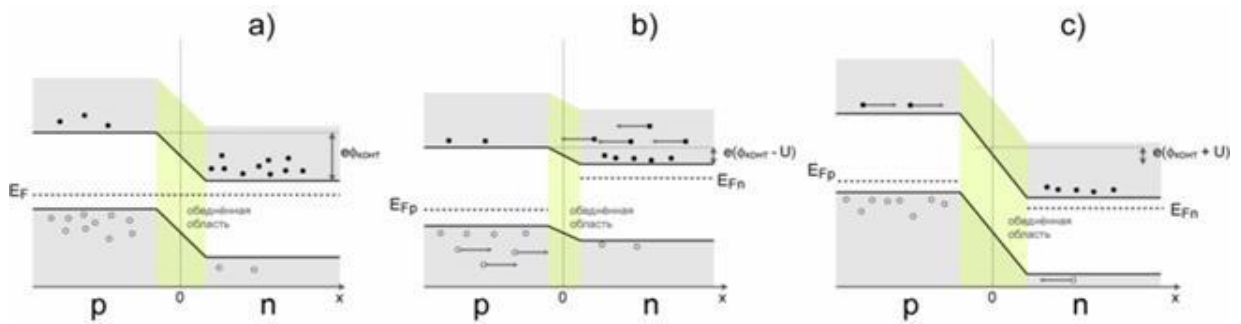 a)
eϕконт
EF
обеднённая
область
p
0
n
x
b)
e(ϕконт - U)
EFn
EFp
обеднённая
область
p
0
n
x
c)
e(ϕконт + U)
EFp
EFn
обеднённая
область
p
0
n
x